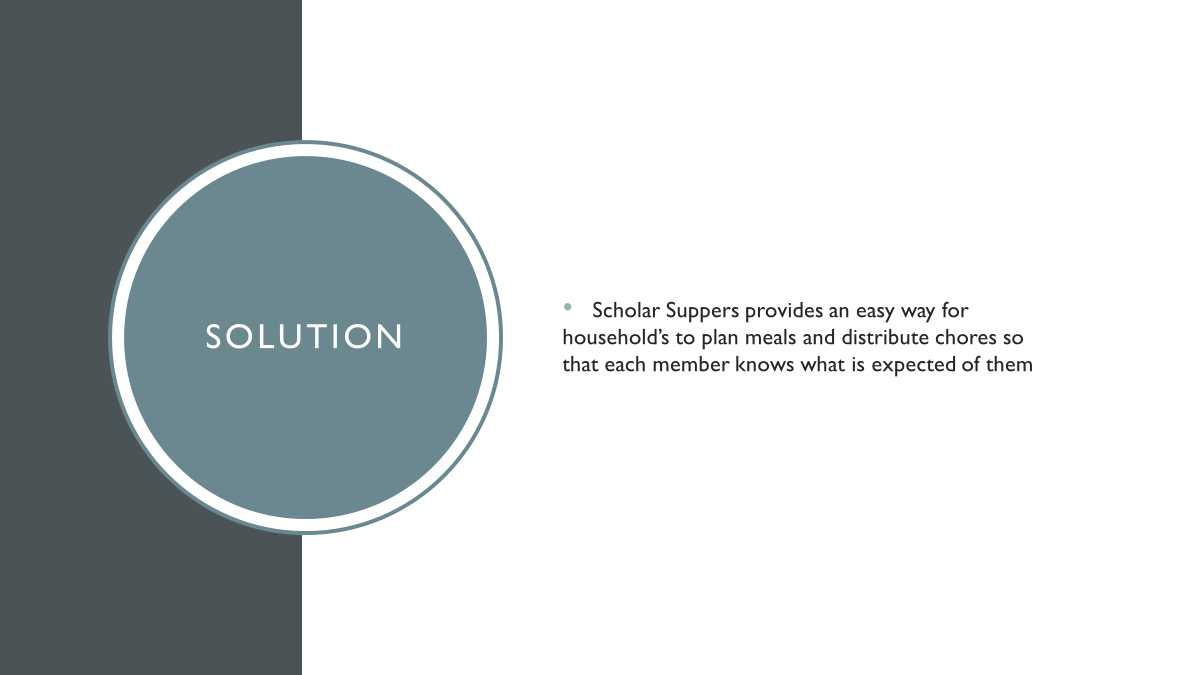 SOLUTION
• Scholar Suppers provides an easy way for
household’s to plan meals and distribute chores so
that each member knows what is expected of them